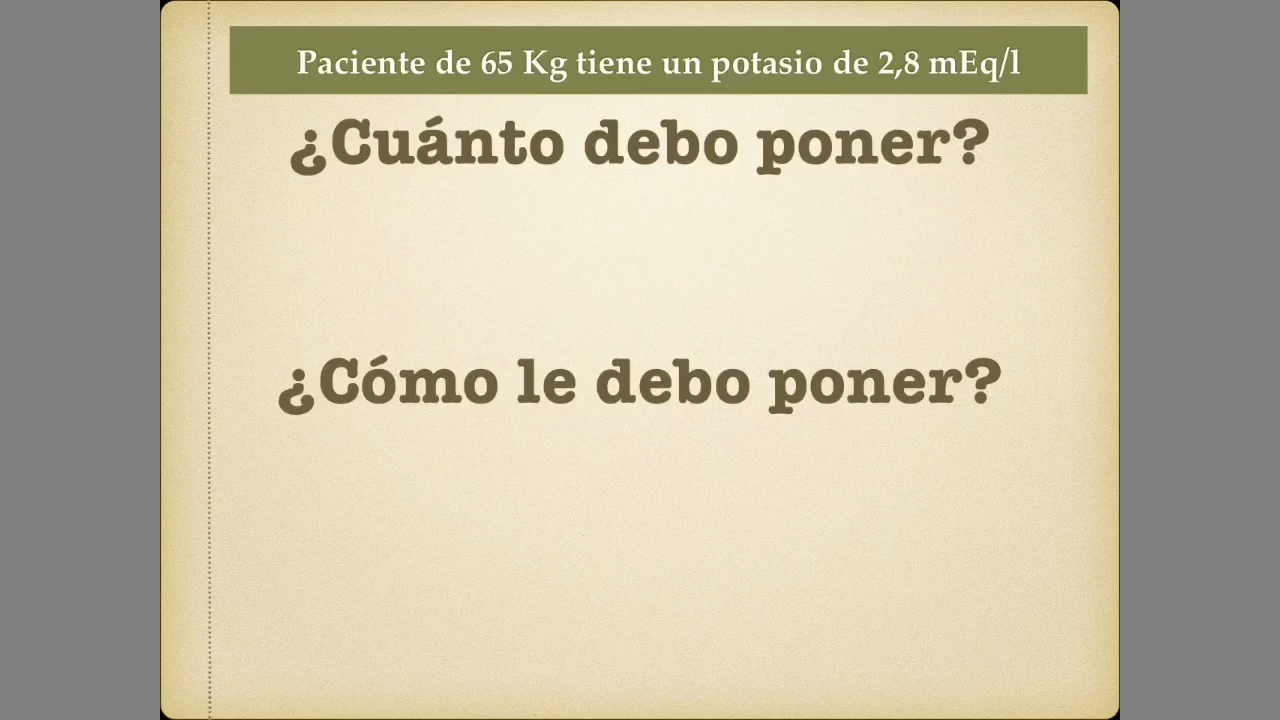 Paciente de 65 Kg tiene un potasio de 2,8 mEq/l
¿Cuánto debo poner?
¿Cómo le debo poner?